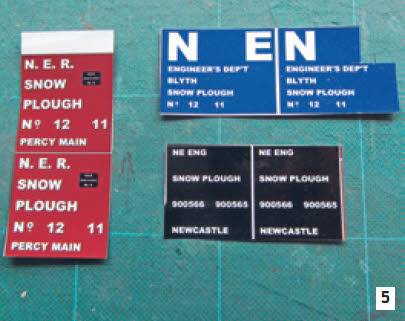 N. E. R.
SNOW
PLOUGH
Nº 12 11
PERCY MAIN
N. E. R.
SNOW
PLOUGH
Nº 12 11
PERCY MAIN
N E
ENGINEER'S DEP'T
BLYTH
SNOW PLOUGH
Nº 12 11
N
ENGINEER'S DEP'T
BLYTH
SNOW PLOUGH
Nº 12 11
NE ENG
SNOW PLOUGH
900566 900565
NEWCASTLE
NE ENG
SNOW PLOUGH
900566 900565
NEWCASTLE
5